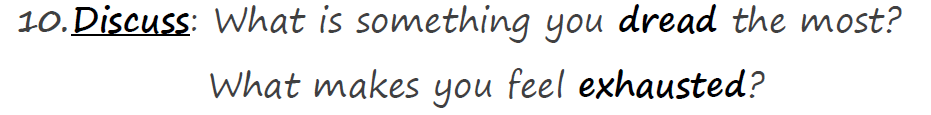 10. Discuss: What is something you dread the most?
What makes you feel exhausted?